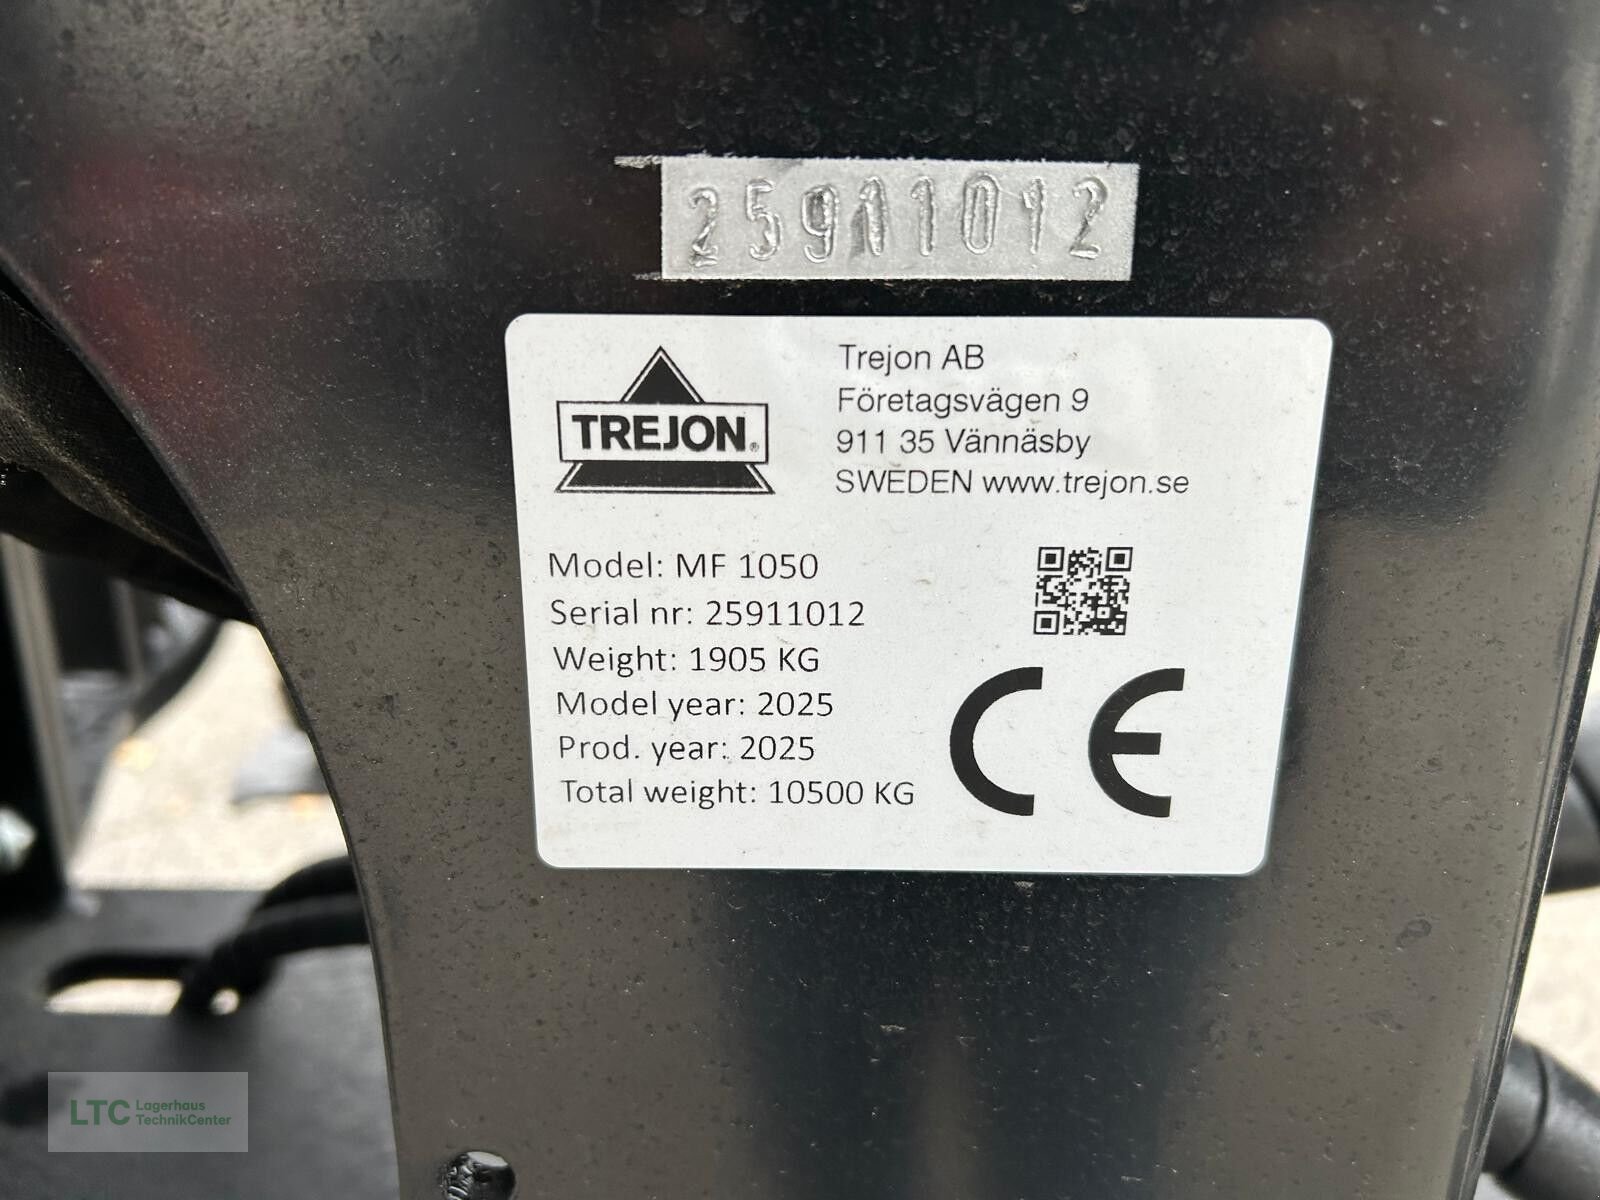 25911012
TREJON®
Trejon AB
Företagsvägen 9
911 35 Vännäsby
SWEDEN www.trejon.se
Model: MF 1050
Serial nr: 25911012
Weight: 1905 KG
Model year: 2025
Prod. year: 2025
Total weight: 10500 KG
CE
LTC Lagerhaus
TechnikCenter